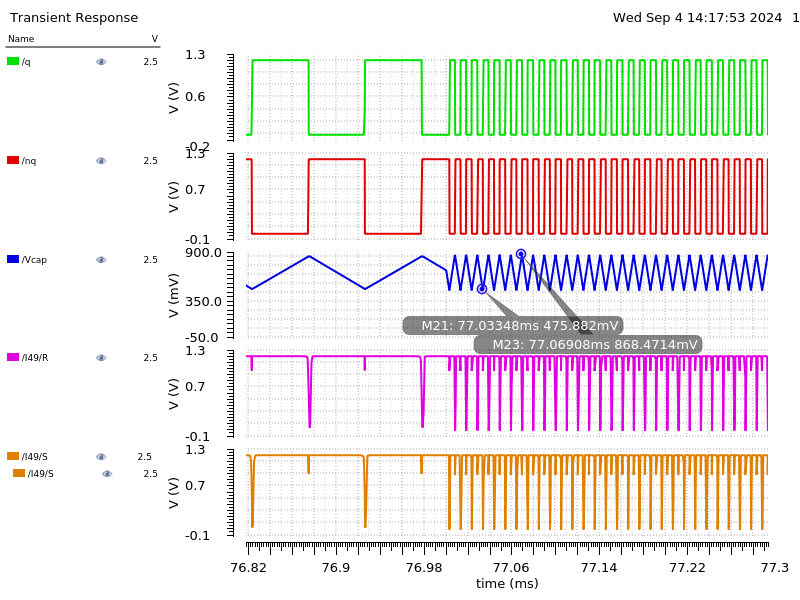 Transient Response
Wed Sep 4 14:17:53 2024 1
Name V
/q 2.5
/nq 2.5
/Vcap 2.5
/I49/R 2.5
/I49/S 2.5
/I49/S 2.5
V (V)
1.3
0.6
-0.2
V (V)
1.3
0.7
-0.1
V (mV)
900.0
350.0
-50.0
M21: 77.03348ms 475.882mV
M23: 77.06908ms 868.4714mV
V (V)
1.3
0.7
-0.1
V (V)
1.3
0.7
-0.1
76.82 76.9 76.98 77.06 77.14 77.22 77.3
time (ms)